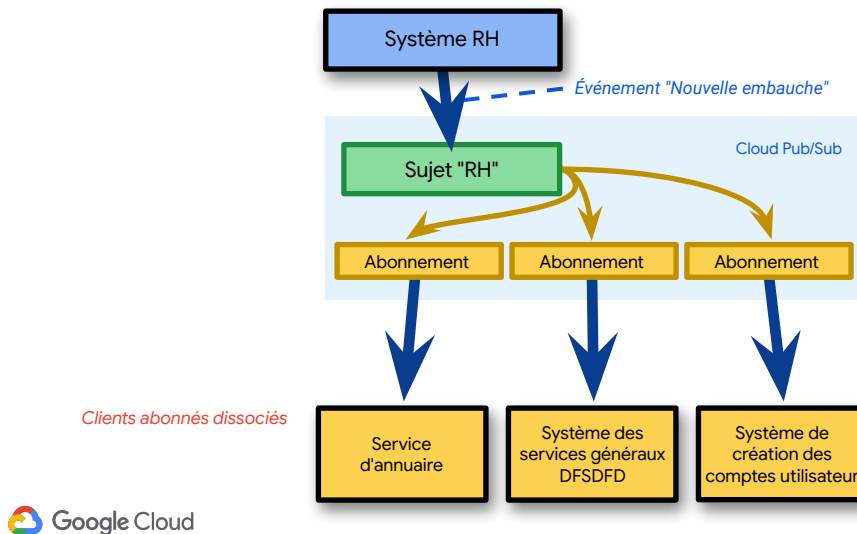 Système RH
Événement "Nouvelle embauche"
Cloud Pub/Sub
Sujet "RH"
Abonnement
Abonnement
Abonnement
Clients abonnés dissociés
Service
d'annuaire
Système des
services généraux
DFSDFD
Système de
création des
comptes utilisateur
Google Cloud